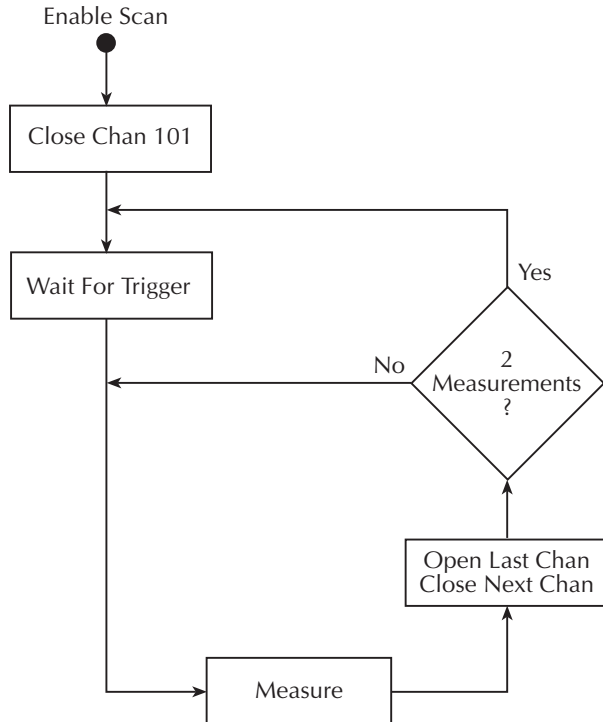 Enable Scan
Close Chan 101
Wait For Trigger
Yes
No
2
Measurements
?
Open Last Chan
Close Next Chan
Measure